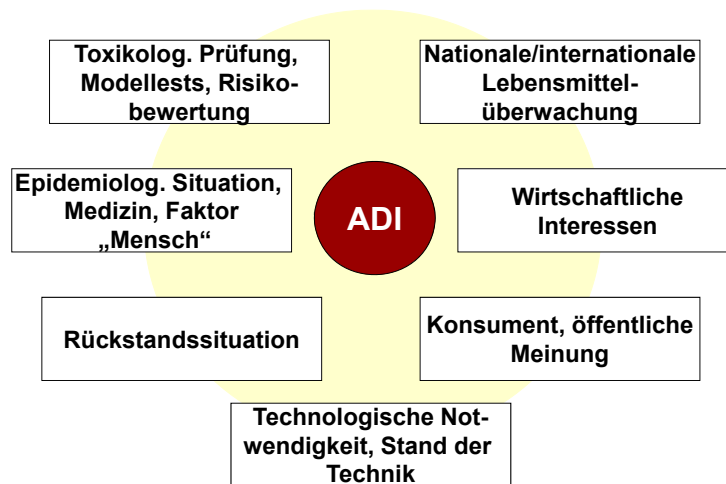 Toxikolog. Prüfung,
Modellests, Risiko-
bewertung
Nationale/internationale
Lebensmittel-
überwachung
Epidemiolog. Situation,
Medizin, Faktor
„Mensch“
ADI
Wirtschaftliche
Interessen
Rückstandssituation
Konsument, öffentliche
Meinung
Technologische Not-
wendigkeit, Stand der
Technik